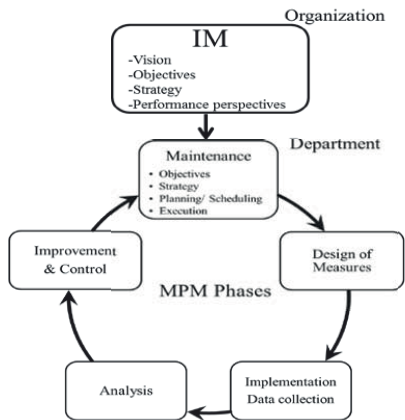 Organization
IM
-Vision
-Objectives
-Strategy
-Performance perspectives
Department
Maintenance
• Objectives
• Strategy
• Planning/ Scheduling
• Execution
Improvement
& Control
Design of
Measures
MPM Phases
Analysis
Implementation
Data collection